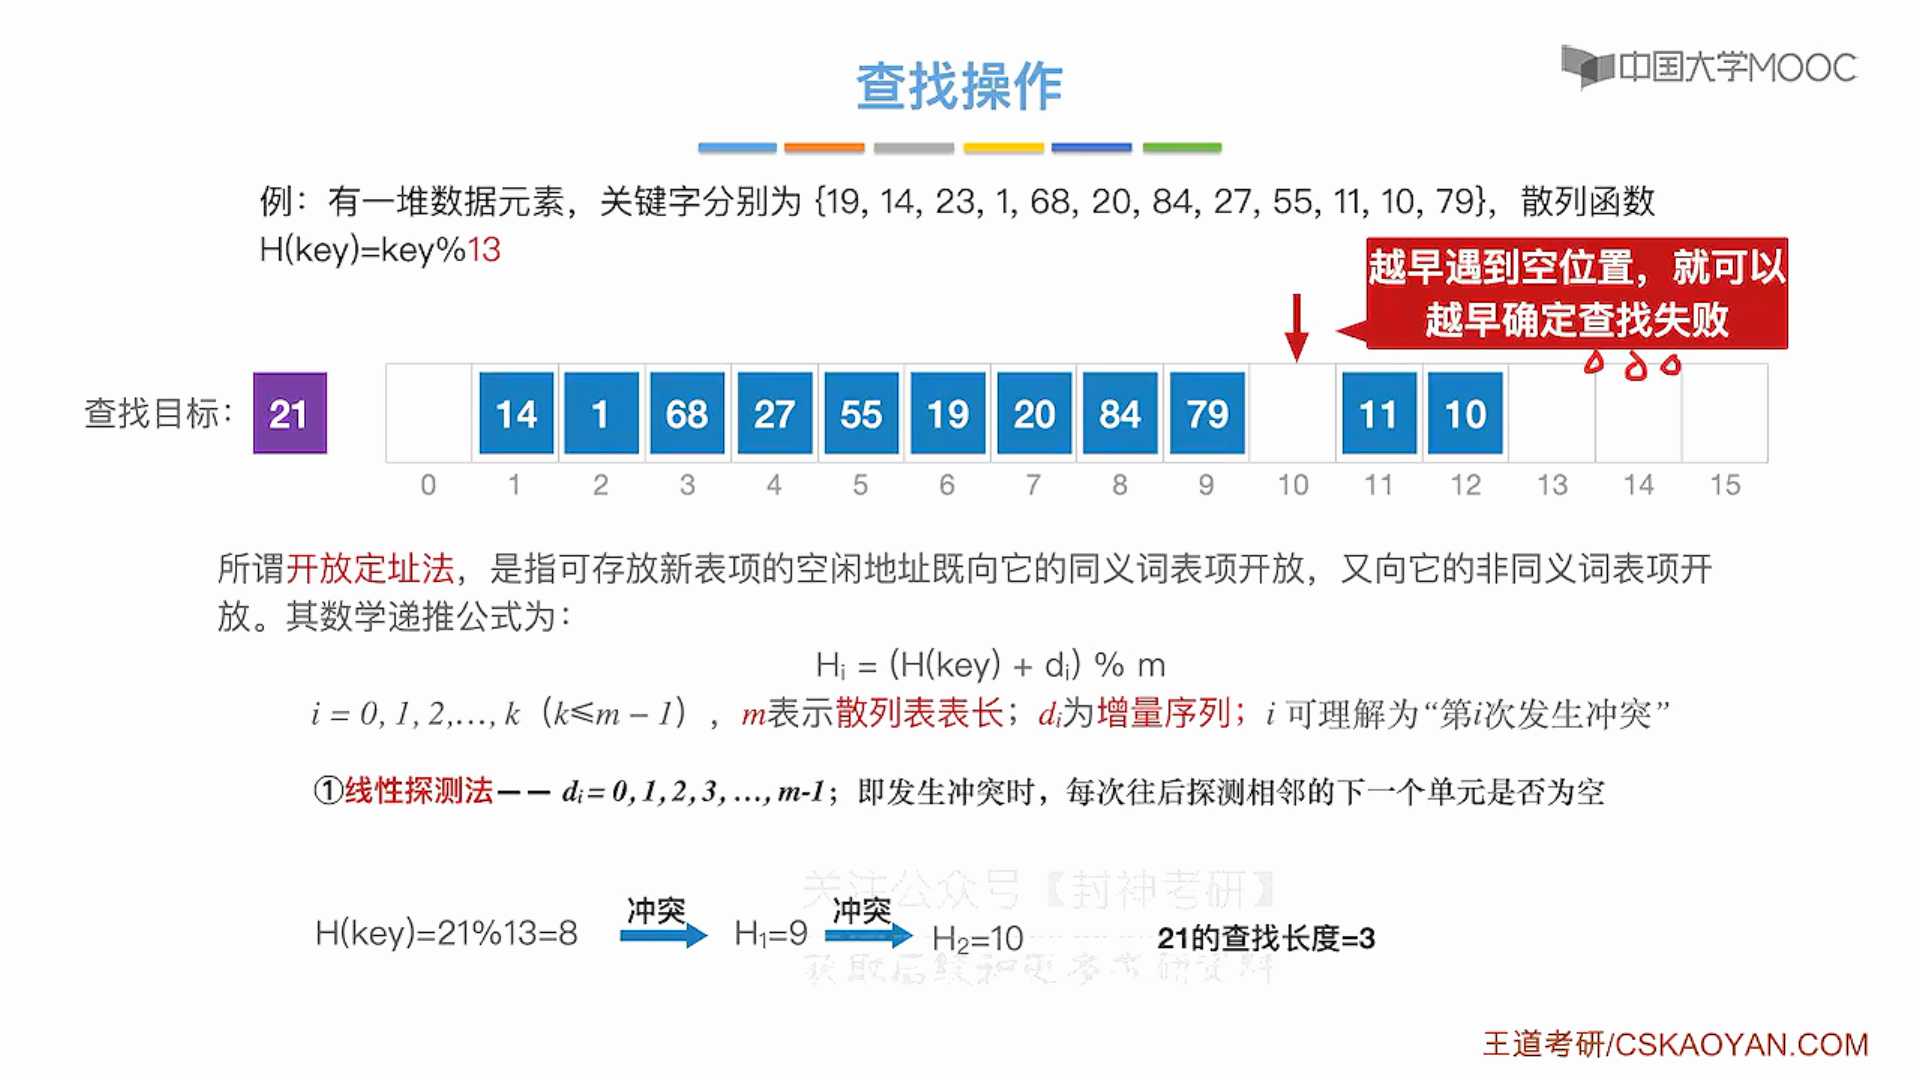 查找操作
中国大学MOOC
例：有一堆数据元素，关键字分别为 {19, 14, 23, 1, 68, 20, 84, 27, 55, 11, 10, 79}，散列函数
H(key)=key%13
越早遇到空位置，就可以
越早确定查找失败
查找目标： 21
14 1 68 27 55 19 20 84 79 11 10
0 1 2 3 4 5 6 7 8 9 10 11 12 13 14 15
所谓开放定址法，是指可存放新表项的空闲地址既向它的同义词表项开放，又向它的非同义词表项开
放。其数学递推公式为：
Hᵢ = (H(key) + dᵢ) % m
i = 0, 1, 2,…, k（k≤m – 1），m表示散列表表长；dᵢ为增量序列；i 可理解为“第i次发生冲突”
①线性探测法—— dᵢ = 0, 1, 2, 3, …, m-1；即发生冲突时，每次往后探测相邻的下一个单元是否为空
关注公众号【封神考研】
H(key)=21%13=8 冲突 H₁=9 冲突 H₂=10 21的查找长度=3
获取后续和更多考研资料
王道考研/CSKAOYAN.COM